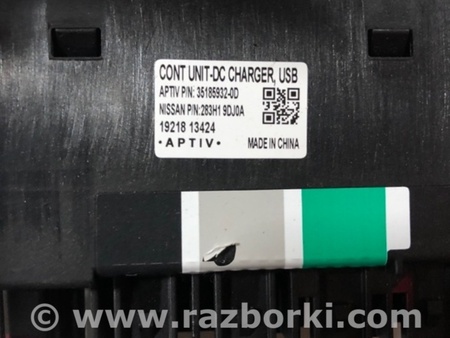 CONT UNIT-DC CHARGER, USB
APTIV P/N: 35185932-0D
NISSAN P/N:283H1 9DJ0A
19218 13424
•APTIV• MADE IN CHINA
© www.razborki.com